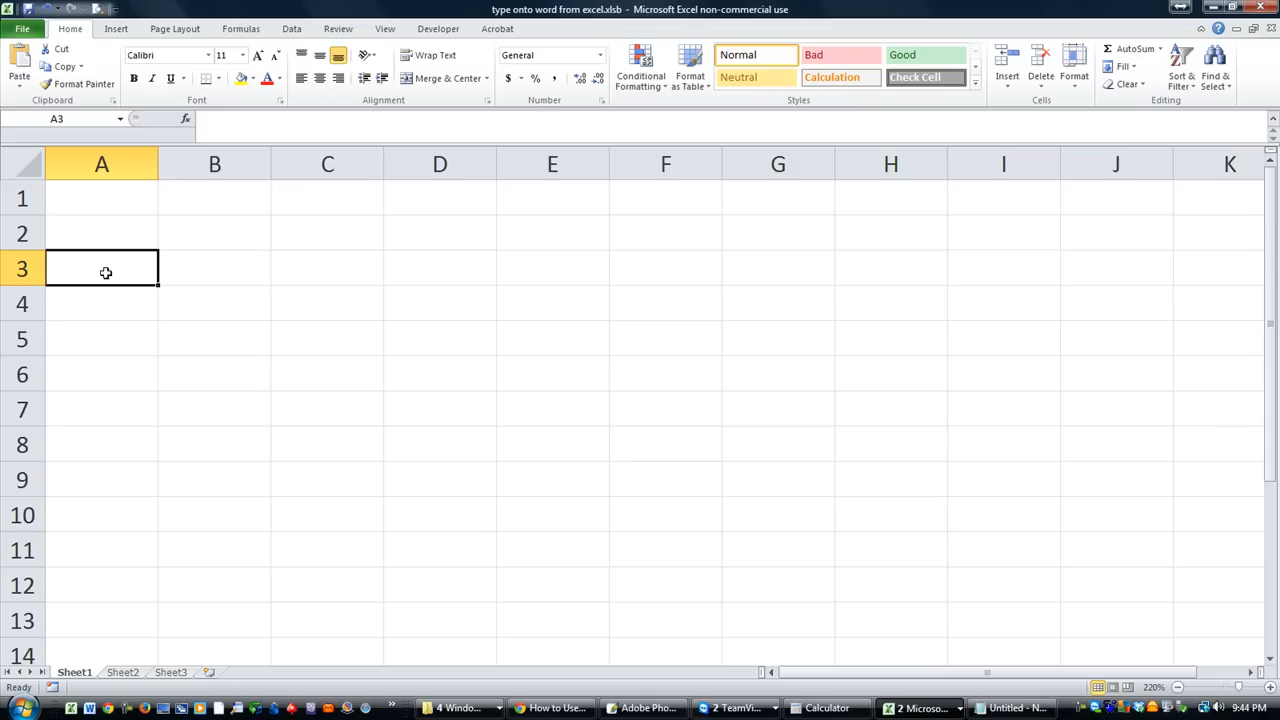 type onto word from excel.xlsb - Microsoft Excel non-commercial use
File Home Insert Page Layout Formulas Data Review View Developer Acrobat
Paste
Cut
Copy
Format Painter
Clipboard
Calibri 11
B I U
Font
Wrap Text
Merge & Center
Alignment
General
$ % ,
Number
Conditional Formatting
Format as Table
Normal Bad Good
Neutral Calculation Check Cell
Styles
Insert Delete Format
Cells
AutoSum
Fill
Clear
Sort & Filter
Find & Select
Editing
A3 fx
A B C D E F G H I J K
1
2
3
4
5
6
7
8
9
10
11
12
13
14
Sheet1 Sheet2 Sheet3
Ready 220%
4 Windo... How to Use... Adobe Pho... 2 TeamVi... Calculator 2 Microso... Untitled - N... 9:44 PM